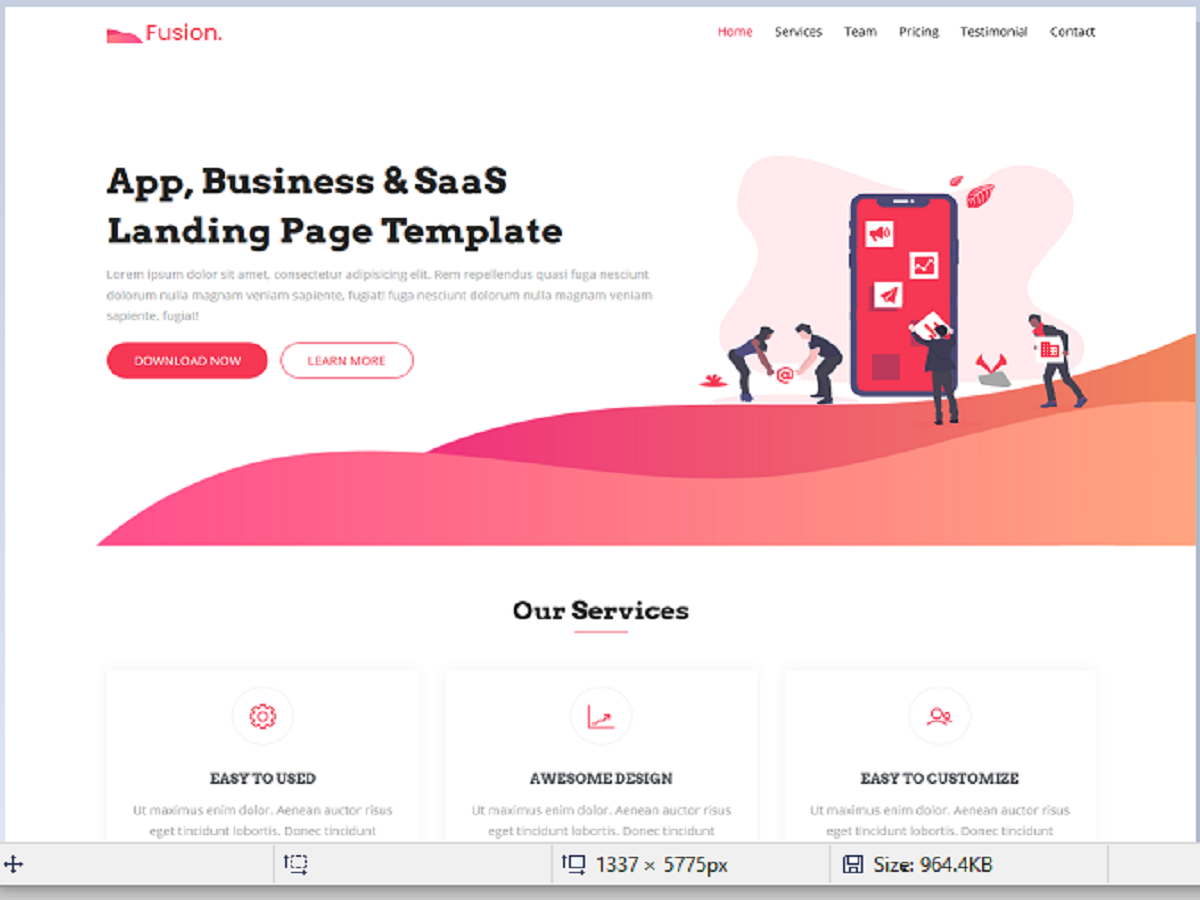 Fusion.
Home Services Team Pricing Testimonial Contact
App, Business & SaaS
Landing Page Template
Lorem ipsum dolor sit amet, consectetur adipisicing elit. Rem repellendus quasi fuga nesciunt
dolorum nulla magnam veniam sapiente, fugiat! fuga nesciunt dolorum nulla magnam veniam
sapiente, fugiat!
DOWNLOAD NOW LEARN MORE
@
Our Services
EASY TO USED AWESOME DESIGN EASY TO CUSTOMIZE
Ut maximus enim dolor. Aenean auctor risus Ut maximus enim dolor. Aenean auctor risus Ut maximus enim dolor. Aenean auctor risus
eget tincidunt lobortis. Donec tincidunt eget tincidunt lobortis. Donec tincidunt eget tincidunt lobortis. Donec tincidunt
1337 × 5775px Size: 964.4KB